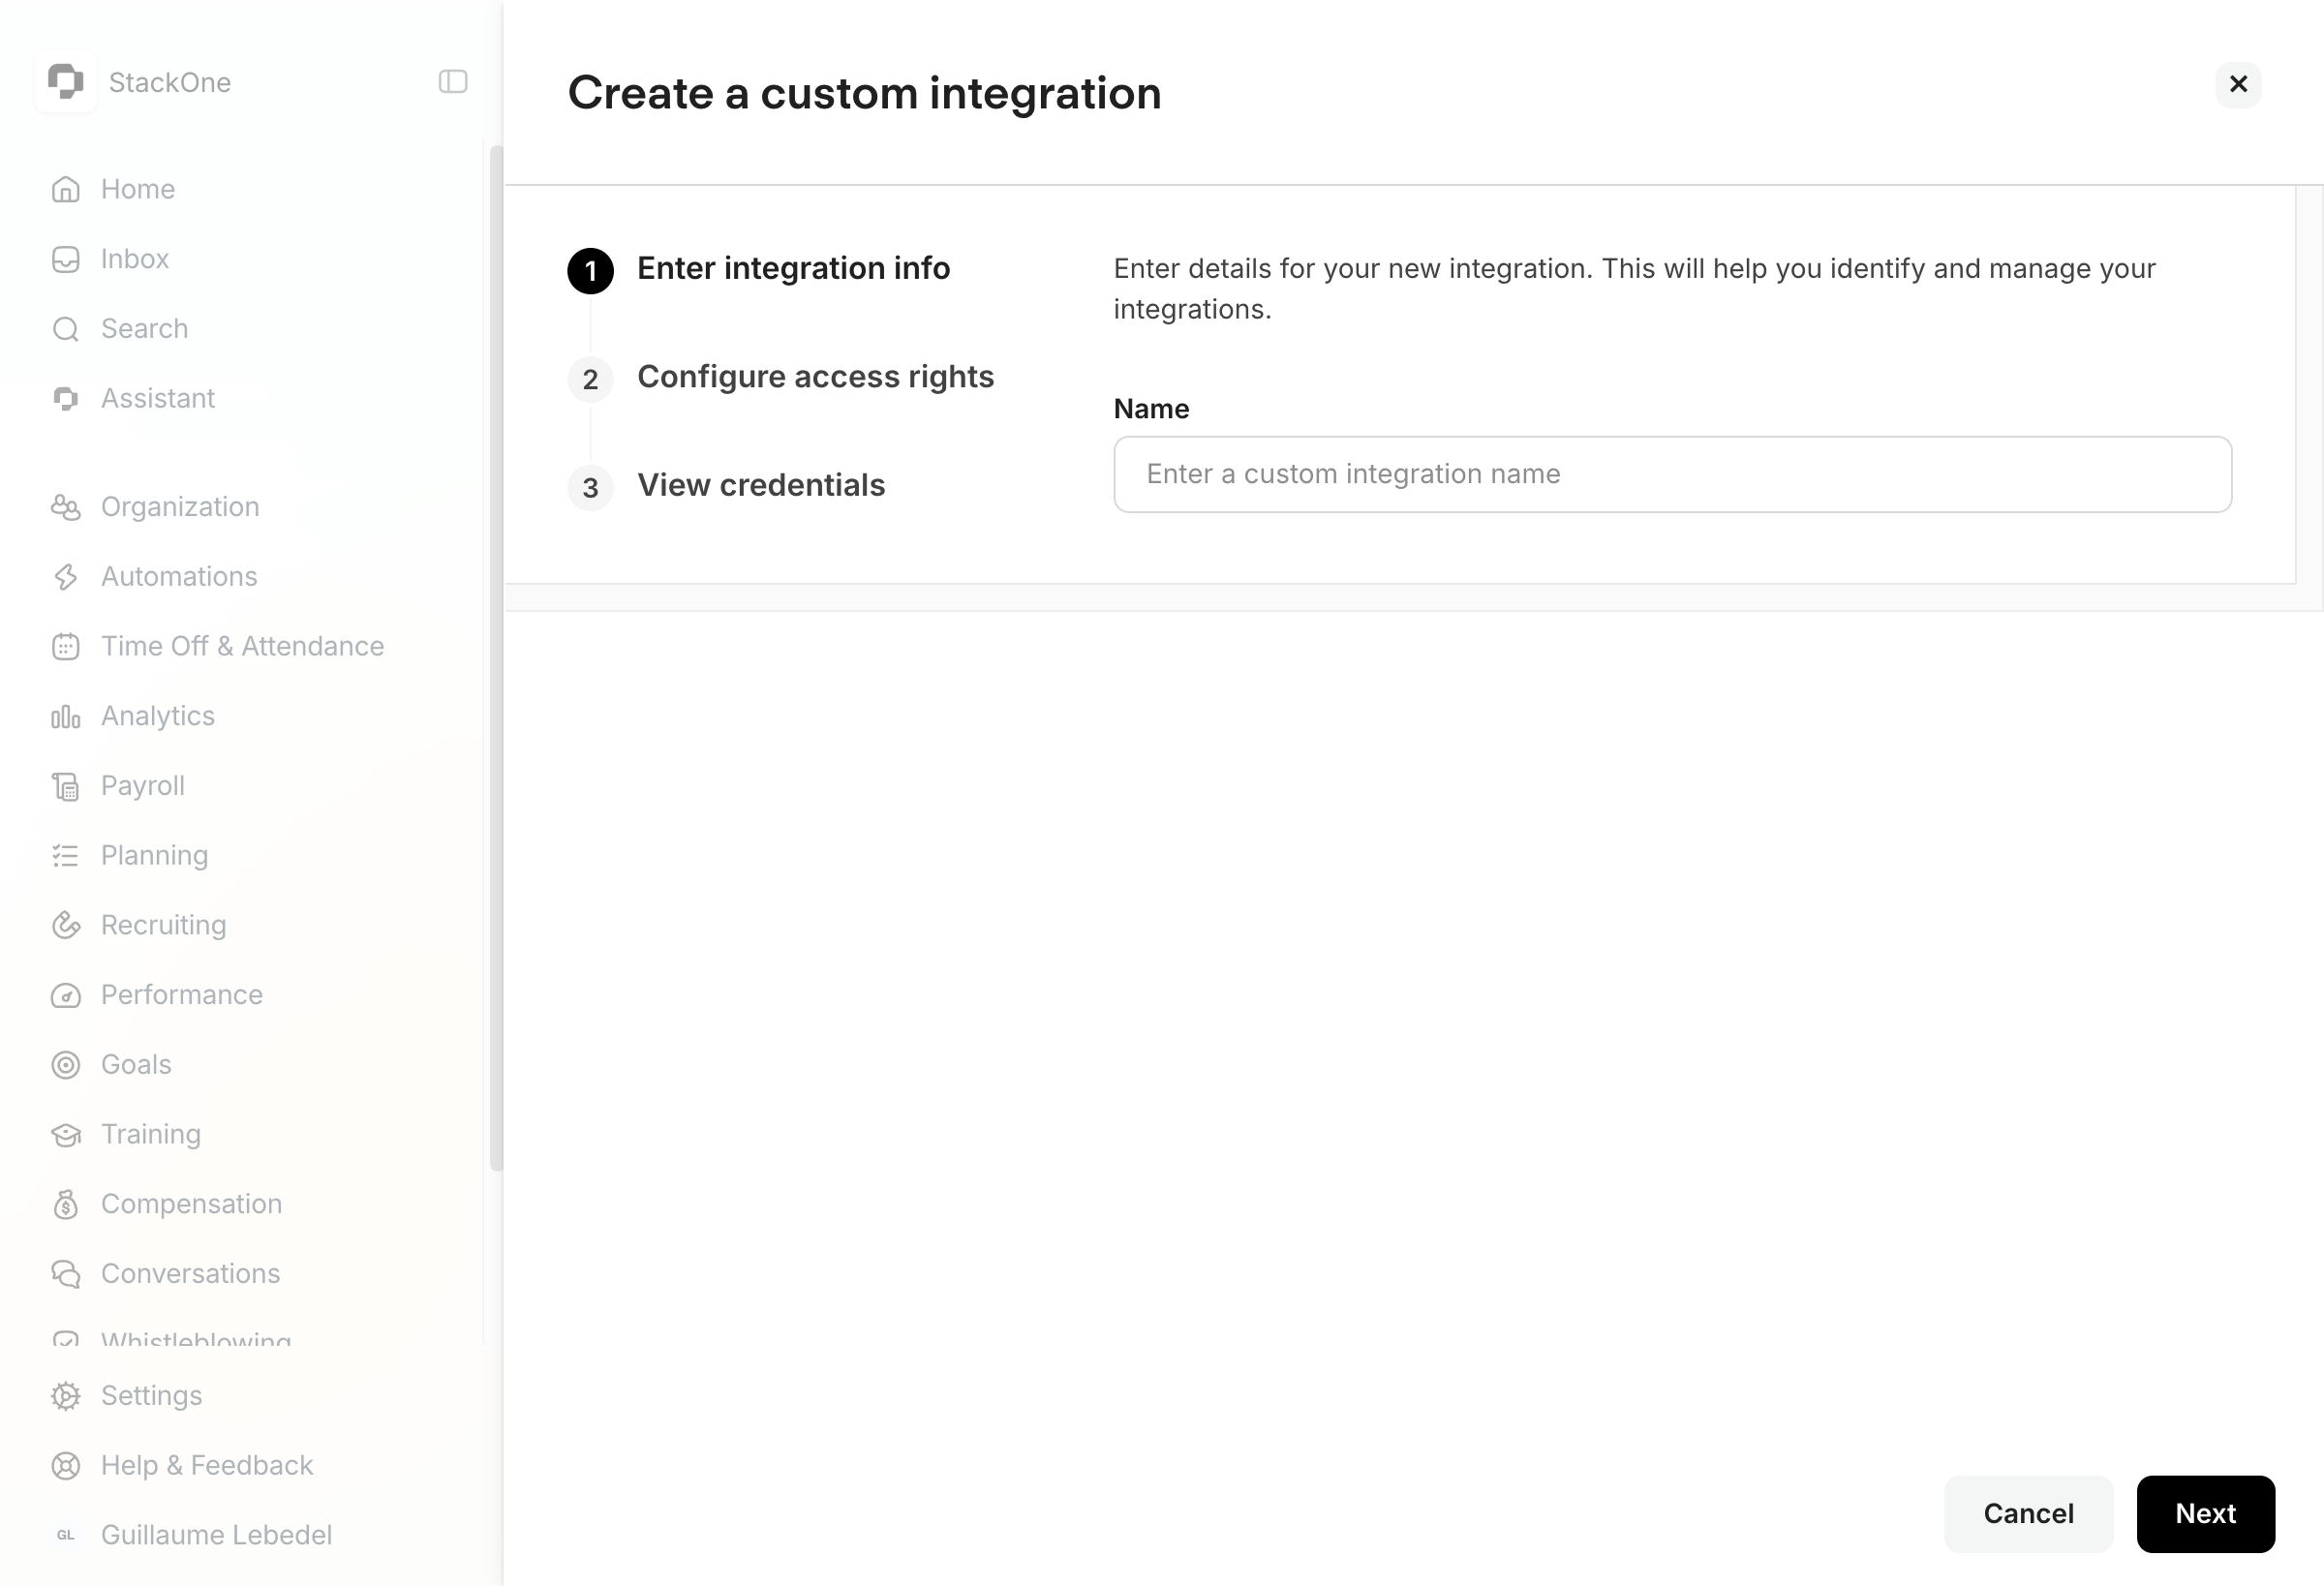 StackOne
Home
Inbox
Search
Assistant
Organization
Automations
Time Off & Attendance
Analytics
Payroll
Planning
Recruiting
Performance
Goals
Training
Compensation
Conversations
Whistleblowing
Settings
Help & Feedback
GL Guillaume Lebedel
Create a custom integration
1 Enter integration info
2 Configure access rights
3 View credentials
Enter details for your new integration. This will help you identify and manage your
integrations.
Name
Enter a custom integration name
Cancel
Next